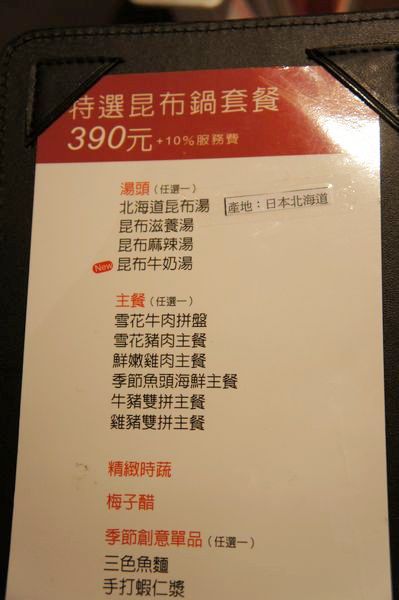 特選昆布鍋套餐
390元 +10%服務費
湯頭（任選一）
北海道昆布湯 產地：日本北海道
昆布滋養湯
昆布麻辣湯
New 昆布牛奶湯
主餐（任選一）
雪花牛肉拼盤
雪花豬肉主餐
鮮嫩雞肉主餐
季節魚頭海鮮主餐
牛豬雙拼主餐
雞豬雙拼主餐
精緻時蔬
梅子醋
季節創意單品（任選一）
三色魚麵
手打蝦仁漿